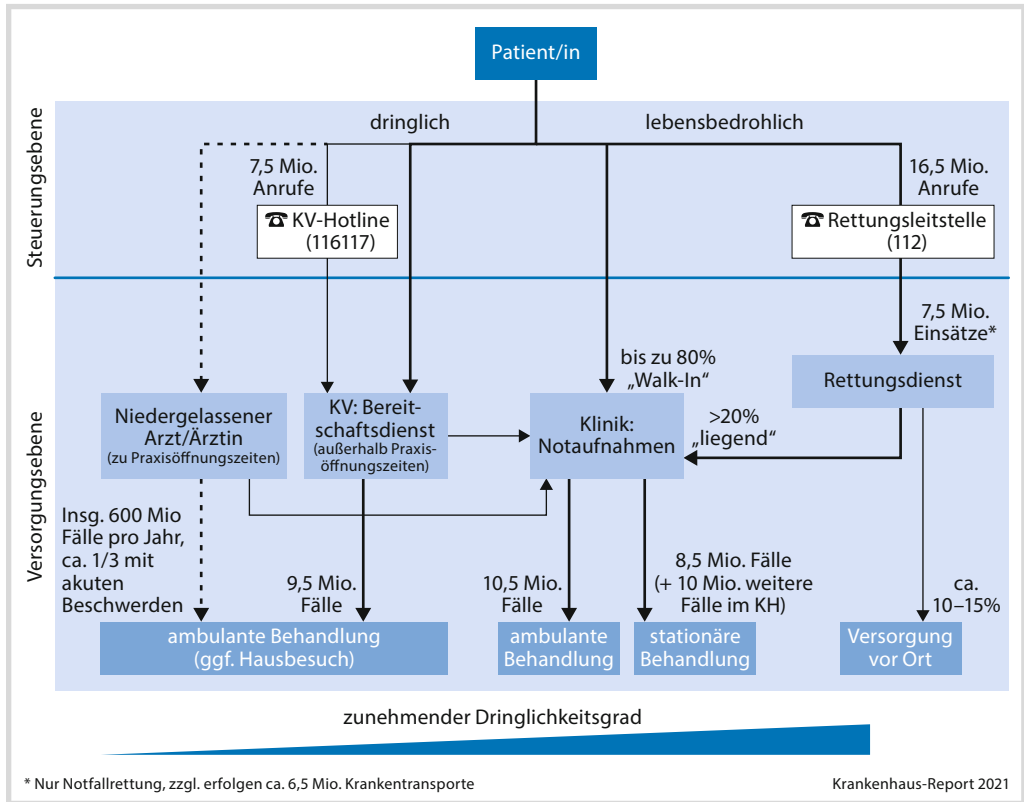 Patient/in
Steuerungsebene
dringlich
lebensbedrohlich
7,5 Mio.
Anrufe
16,5 Mio.
Anrufe
☎ KV-Hotline
(116117)
☎ Rettungsleitstelle
(112)
Versorgungsebene
7,5 Mio.
Einsätze*
bis zu 80%
„Walk-In“
Rettungsdienst
Niedergelassener
Arzt/Ärztin
(zu Praxisöffnungszeiten)
KV: Bereit-
schaftsdienst
(außerhalb Praxis-
öffnungszeiten)
Klinik:
Notaufnahmen
>20%
„liegend“
Insg. 600 Mio
Fälle pro Jahr,
ca. 1/3 mit
akuten
Beschwerden
9,5 Mio.
Fälle
10,5 Mio.
Fälle
8,5 Mio. Fälle
(+ 10 Mio. weitere
Fälle im KH)
ca.
10–15%
ambulante Behandlung
(ggf. Hausbesuch)
ambulante
Behandlung
stationäre
Behandlung
Versorgung
vor Ort
zunehmender Dringlichkeitsgrad
* Nur Notfallrettung, zzgl. erfolgen ca. 6,5 Mio. Krankentransporte
Krankenhaus-Report 2021